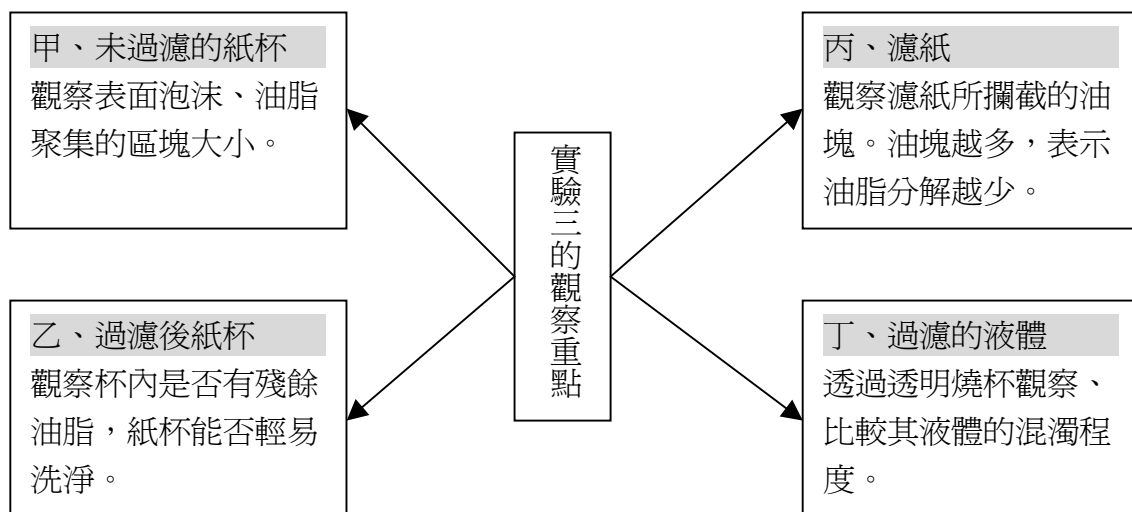 甲、未過濾的紙杯
觀察表面泡沫、油脂
聚集的區塊大小。
丙、濾紙
觀察濾紙所攔截的油
塊。油塊越多，表示
油脂分解越少。
實驗三的觀察重點
乙、過濾後紙杯
觀察杯內是否有殘餘
油脂，紙杯能否輕易
洗淨。
丁、過濾的液體
透過透明燒杯觀察、
比較其液體的混濁程
度。